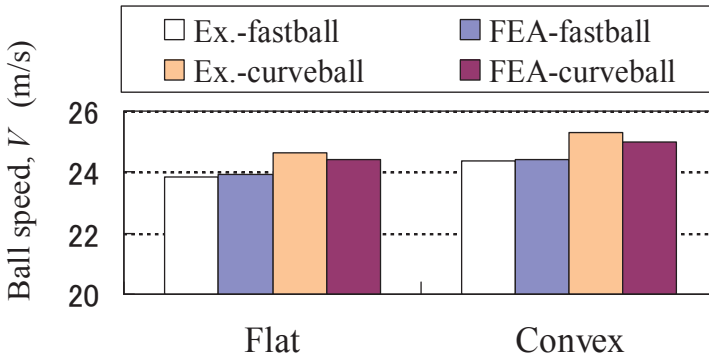 Ex.-fastball FEA-fastball
Ex.-curveball FEA-curveball
Ball speed, V (m/s)
26
24
22
20
Flat Convex